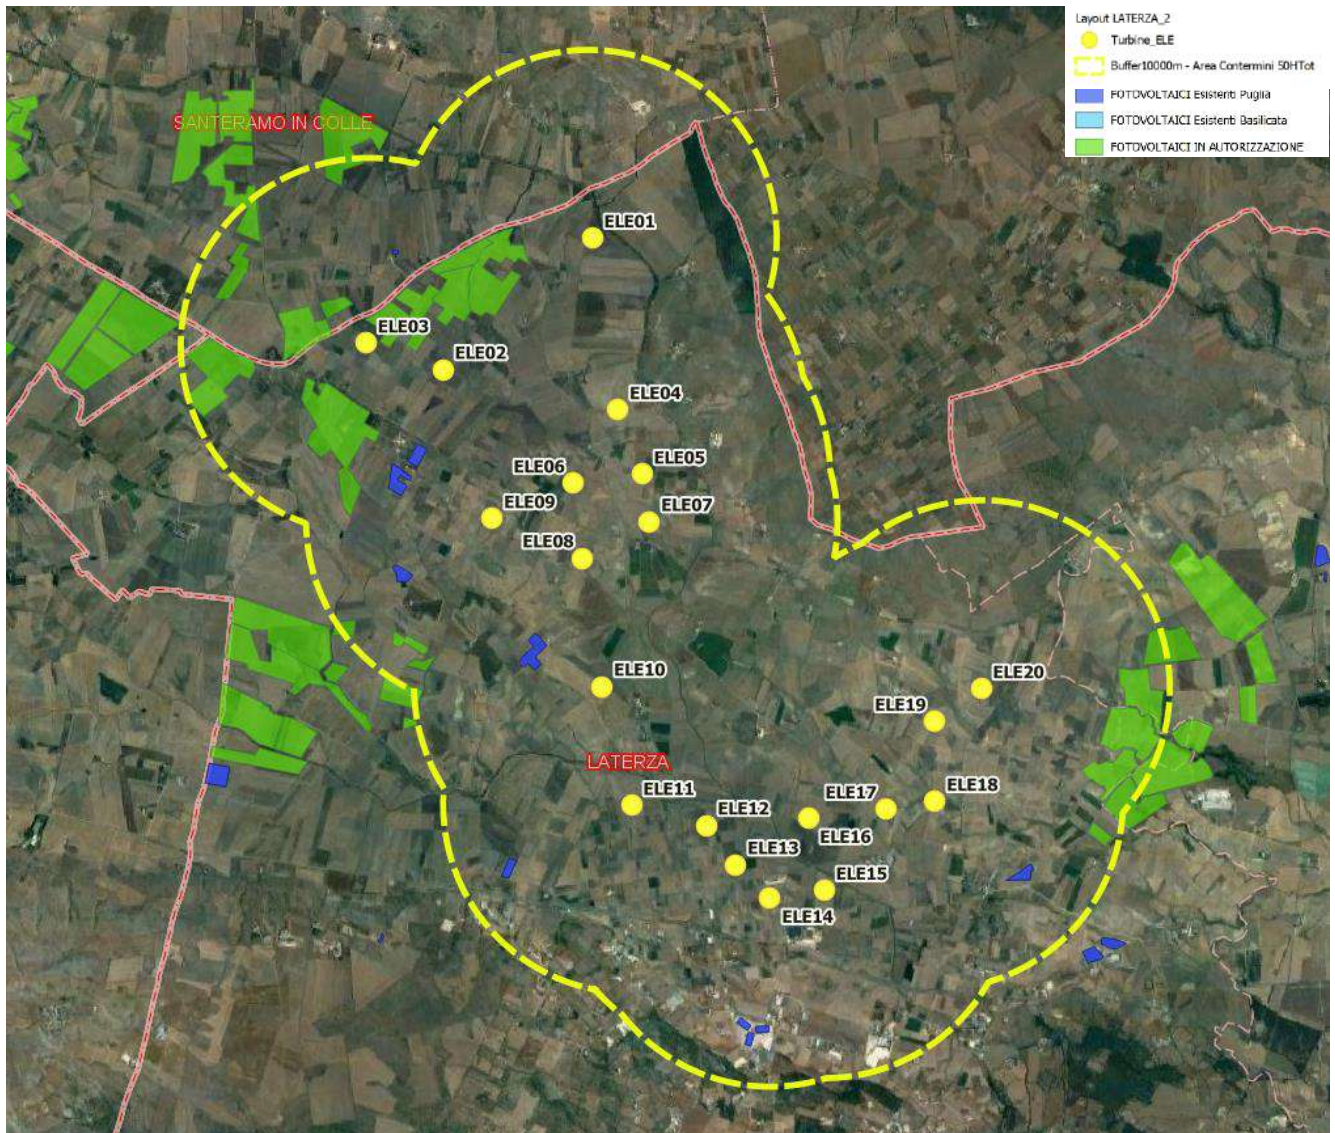 Layout LATERZA_2
Turbine_ELE
Buffer10000m - Area Contermini 50HTot
FOTOVOLTAICI Esistenti Puglia
FOTOVOLTAICI Esistenti Basilicata
FOTOVOLTAICI IN AUTORIZZAZIONE
SANTERAMO IN COLLE
ELE01
ELE03
ELE02
ELE04
ELE06
ELE05
ELE09
ELE07
ELE08
ELE10
ELE20
ELE19
LATERZA
ELE11
ELE12
ELE17
ELE18
ELE16
ELE13
ELE15
ELE14